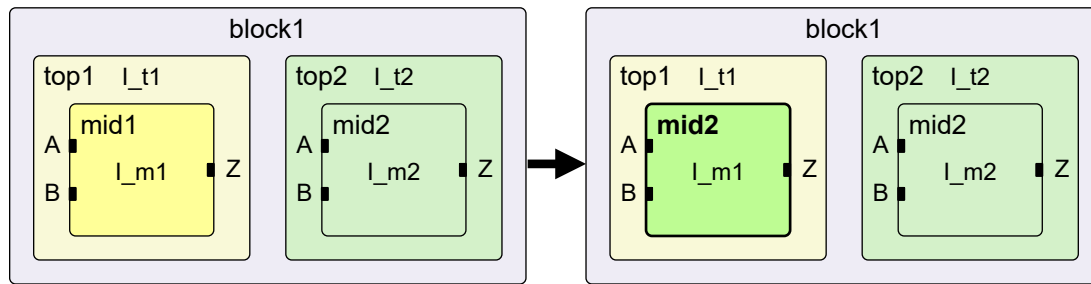 block1
top1 I_t1
mid1
A
I_m1
Z
B
top2 I_t2
mid2
A
I_m2
Z
B
block1
top1 I_t1
mid2
A
I_m1
Z
B
top2 I_t2
mid2
A
I_m2
Z
B